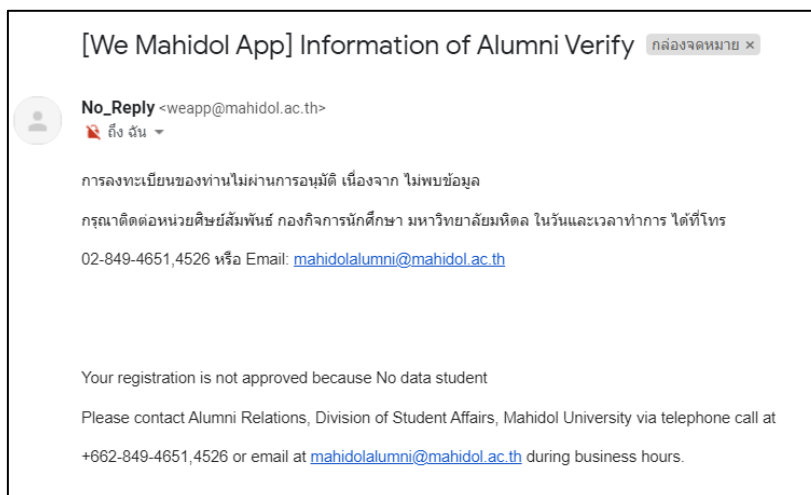 [We Mahidol App] Information of Alumni Verify กล่องจดหมาย ×
No_Reply <weapp@mahidol.ac.th>
ถึง ฉัน
การลงทะเบียนของท่านไม่ผ่านการอนุมัติ เนื่องจาก ไม่พบข้อมูล
กรุณาติดต่อหน่วยศิษย์สัมพันธ์ กองกิจการนักศึกษา มหาวิทยาลัยมหิดล ในวันและเวลาทำการ ได้ที่โทร
02-849-4651,4526 หรือ Email: mahidolalumni@mahidol.ac.th
Your registration is not approved because No data student
Please contact Alumni Relations, Division of Student Affairs, Mahidol University via telephone call at
+662-849-4651,4526 or email at mahidolalumni@mahidol.ac.th during business hours.